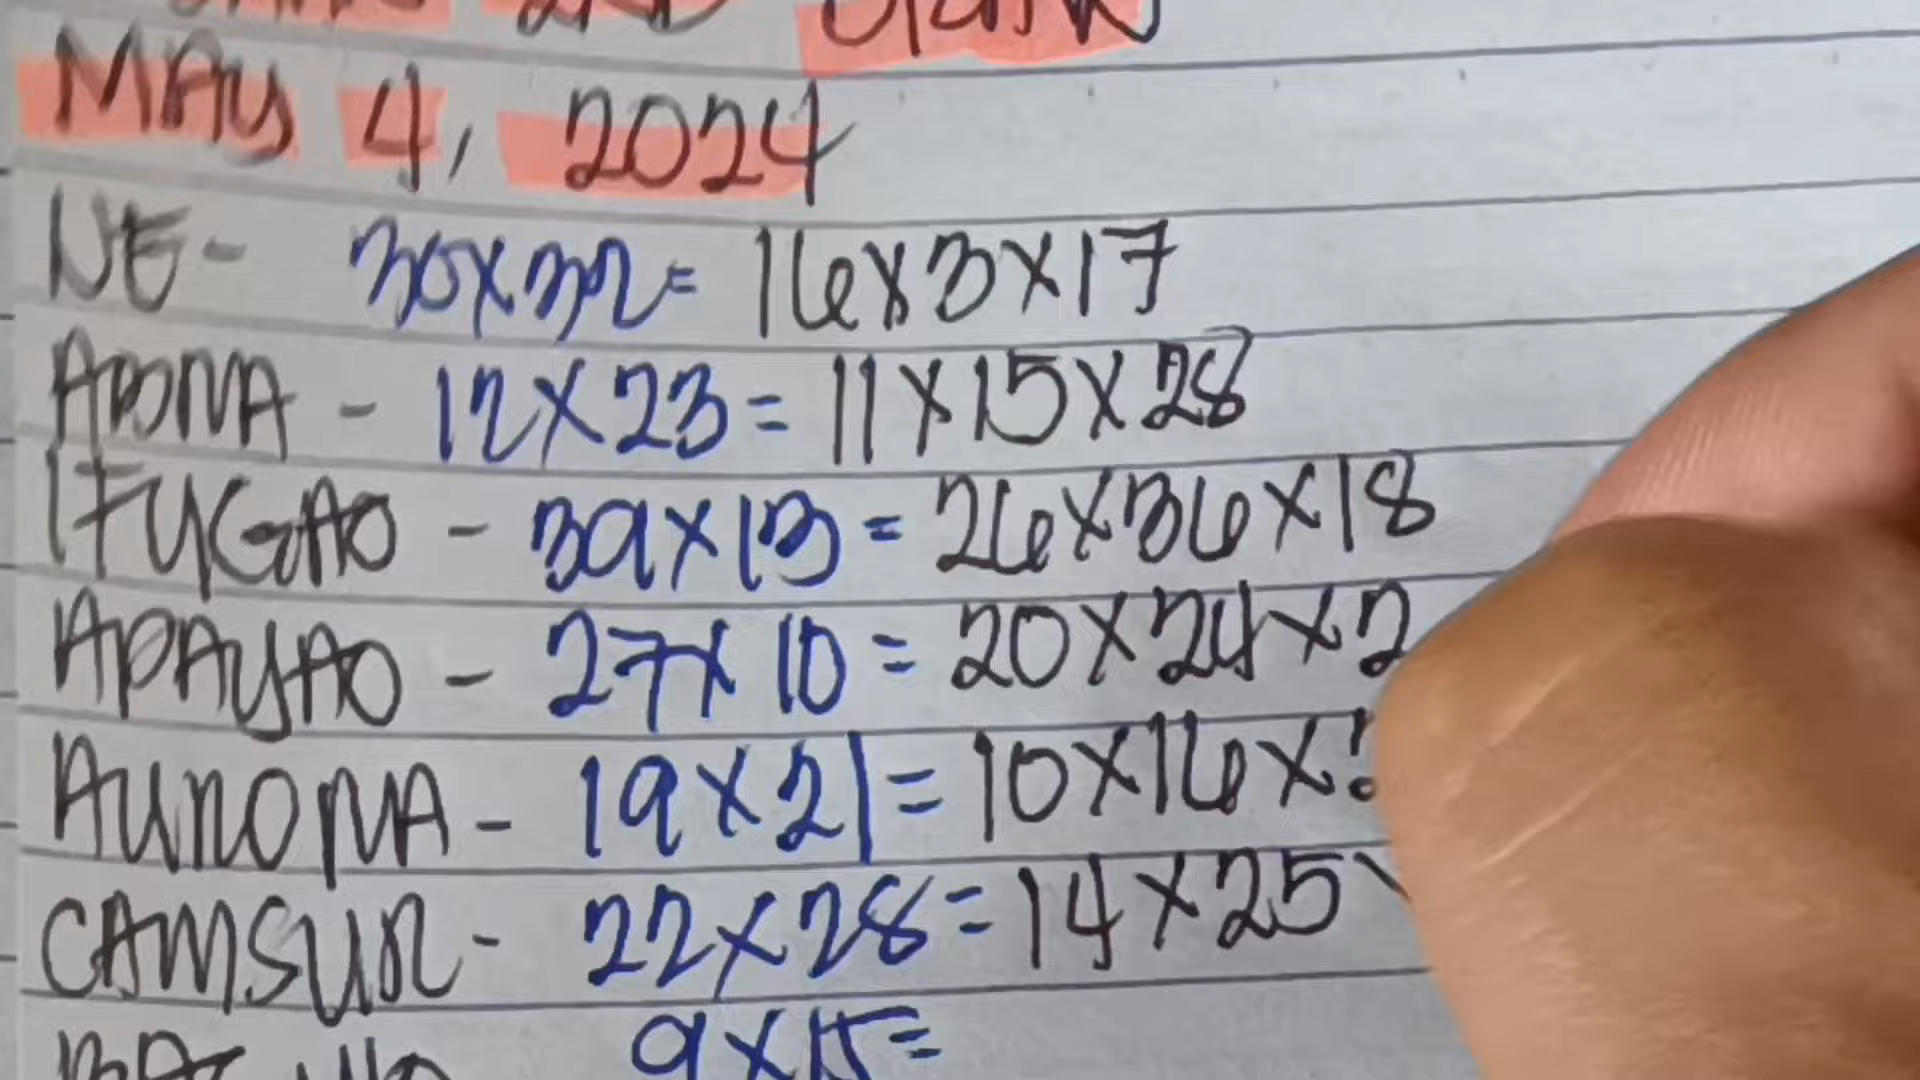 MAY 4, 2024
NE - 30x32= 16x3x17
ABRA - 12x23= 11x15x28
IFUGAO - 39x13= 26x36x18
APAYAO - 27x10= 20x24x2
AURORA - 19x21= 10x16x
CAMSUR - 22x28= 14x25x
9x15=